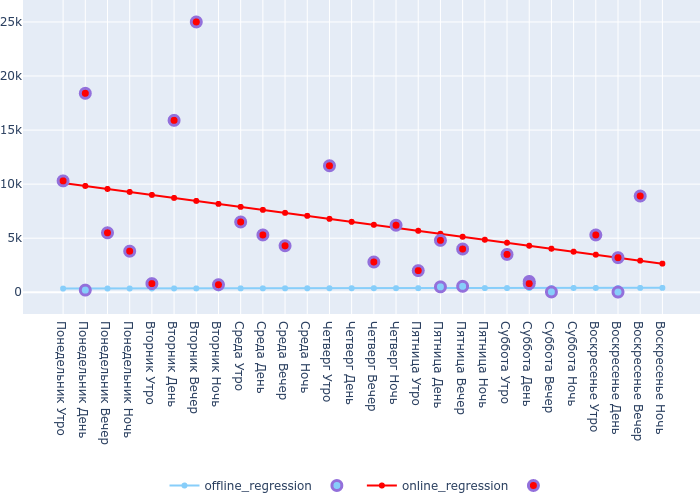 25k
20k
15k
10k
5k
0
Понедельник Утро
Понедельник День
Понедельник Вечер
Понедельник Ночь
Вторник Утро
Вторник День
Вторник Вечер
Вторник Ночь
Среда Утро
Среда День
Среда Вечер
Среда Ночь
Четверг Утро
Четверг День
Четверг Вечер
Четверг Ночь
Пятница Утро
Пятница День
Пятница Вечер
Пятница Ночь
Суббота Утро
Суббота День
Суббота Вечер
Суббота Ночь
Воскресенье Утро
Воскресенье День
Воскресенье Вечер
Воскресенье Ночь
offline_regression
online_regression